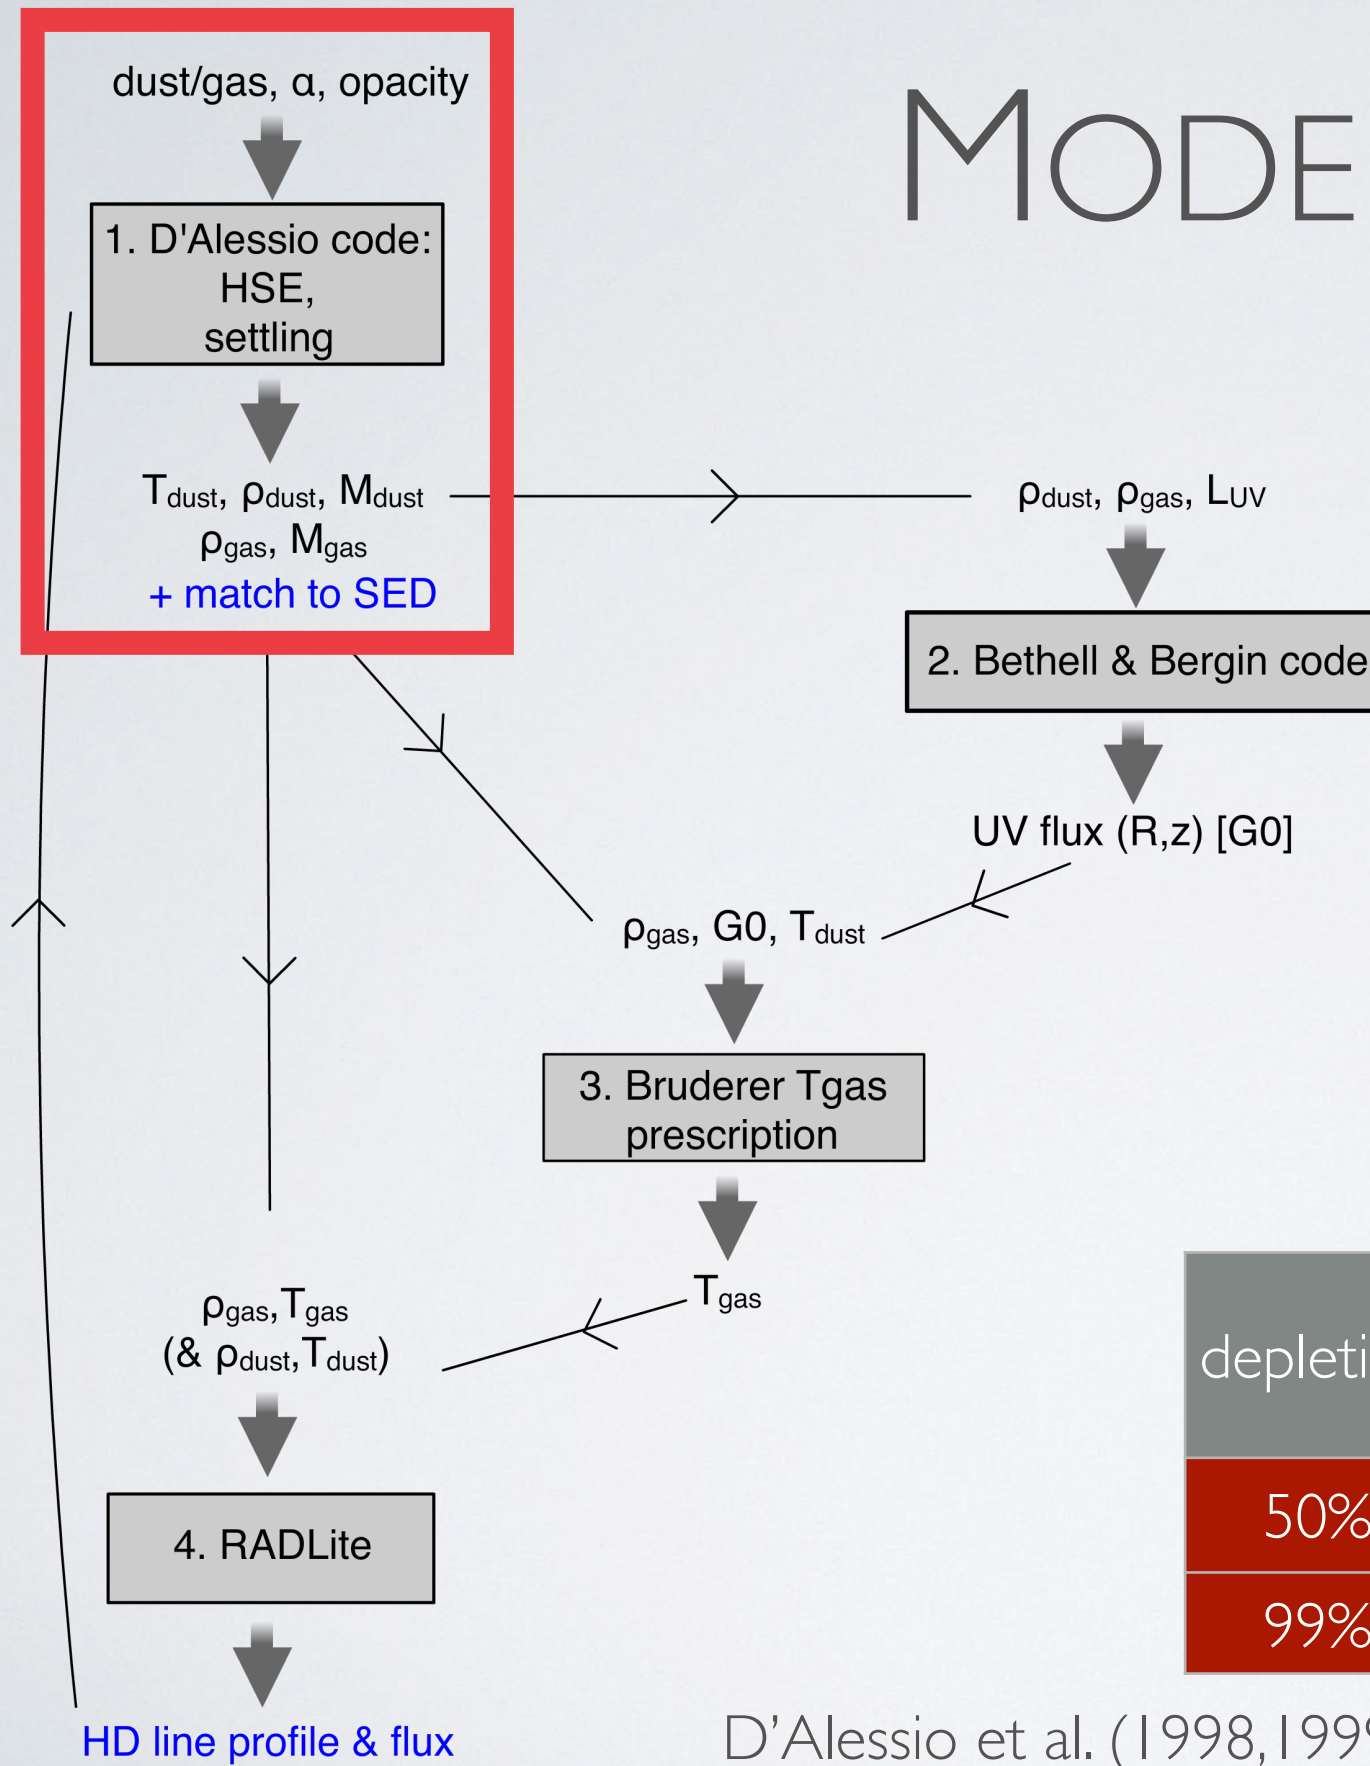 MODE
dust/gas, α, opacity
1. D'Alessio code:
HSE,
settling
Tdust, ρdust, Mdust
ρgas, Mgas
+ match to SED
ρdust, ρgas, LUV
2. Bethell & Bergin code
UV flux (R,z) [G0]
ρgas, G0, Tdust
3. Bruderer Tgas
prescription
Tgas
ρgas,Tgas
(& ρdust,Tdust)
4. RADLite
HD line profile & flux
depleti
50%
99%
D'Alessio et al. (1998,1999